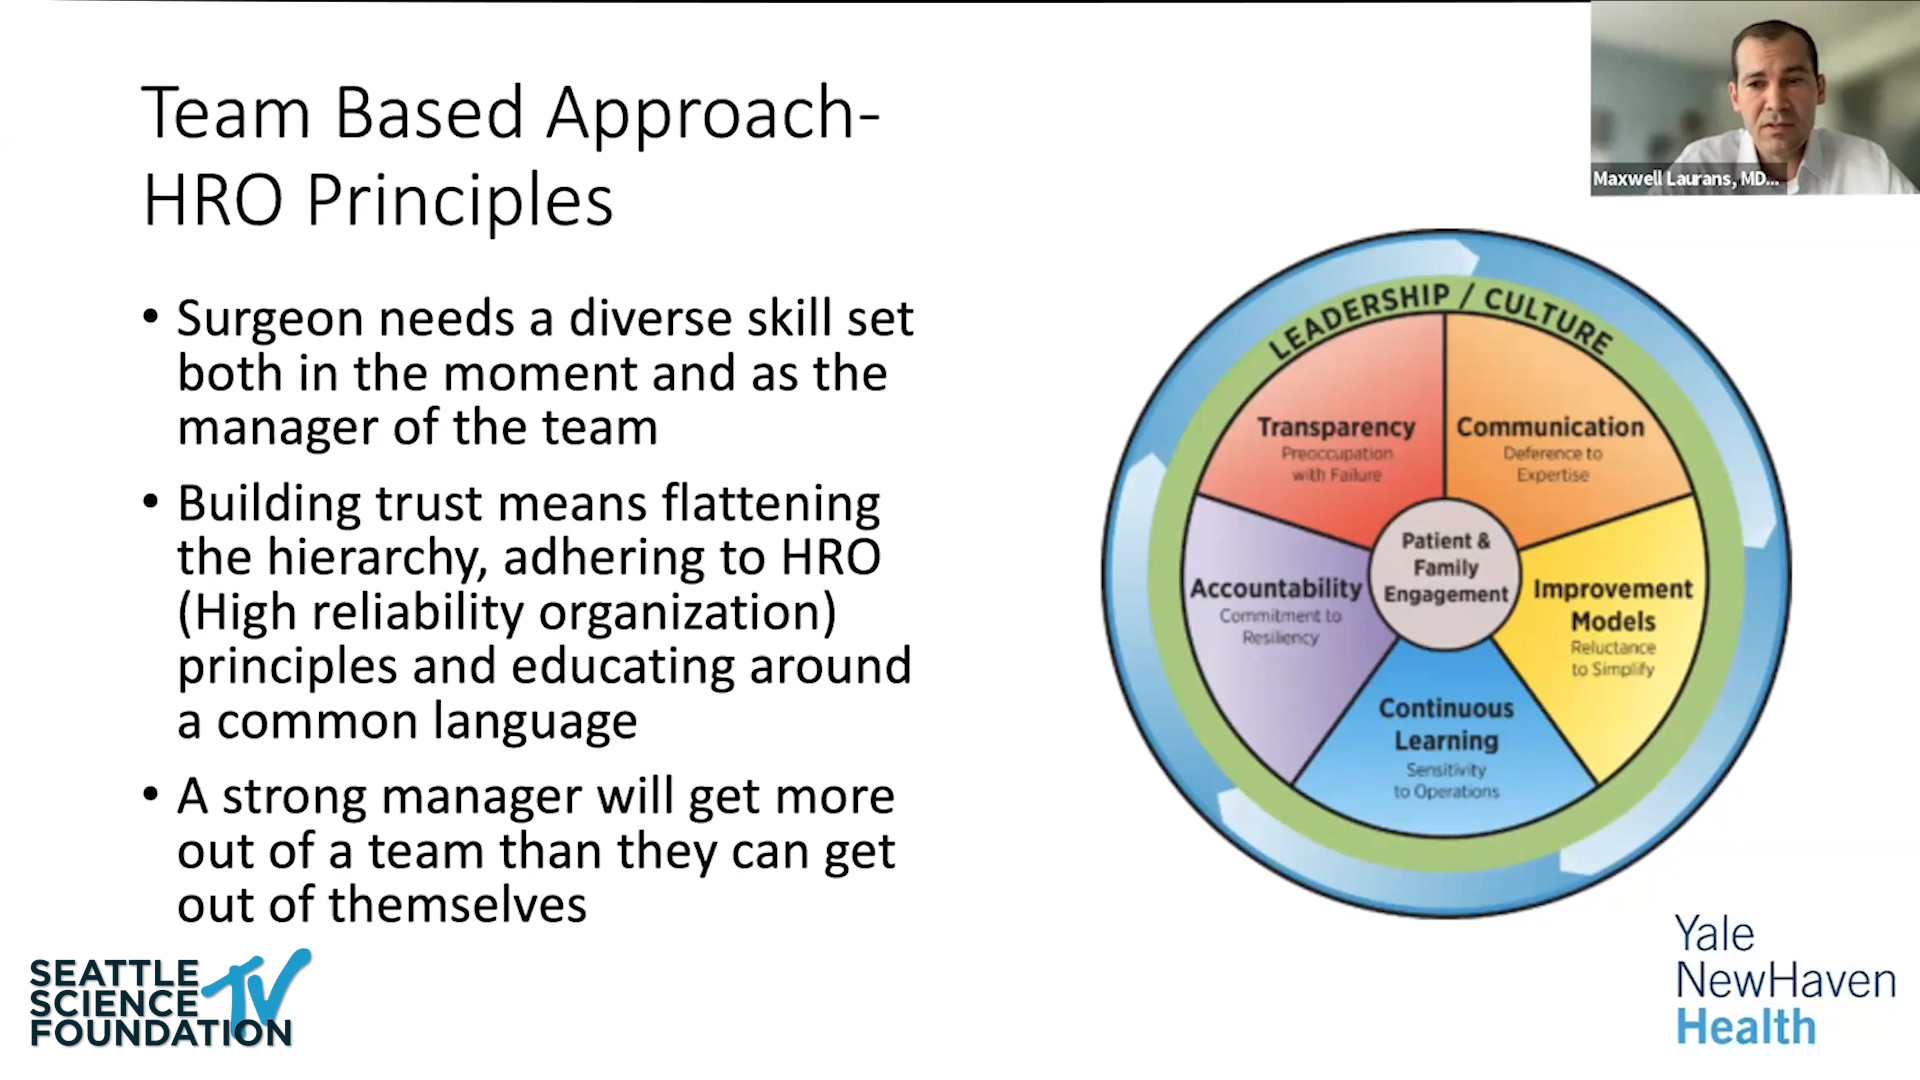 Team Based Approach-
HRO Principles
• Surgeon needs a diverse skill set
both in the moment and as the
manager of the team
• Building trust means flattening
the hierarchy, adhering to HRO
(High reliability organization)
principles and educating around
a common language
• A strong manager will get more
out of a team than they can get
out of themselves
Maxwell Laurans, MD...
LEADERSHIP / CULTURE
Transparency
Preoccupation
with Failure
Communication
Deference to
Expertise
Accountability
Commitment to
Resiliency
Patient &
Family
Engagement
Improvement
Models
Reluctance
to Simplify
Continuous
Learning
Sensitivity
to Operations
SEATTLE
SCIENCE
FOUNDATION
TV
Yale
NewHaven
Health